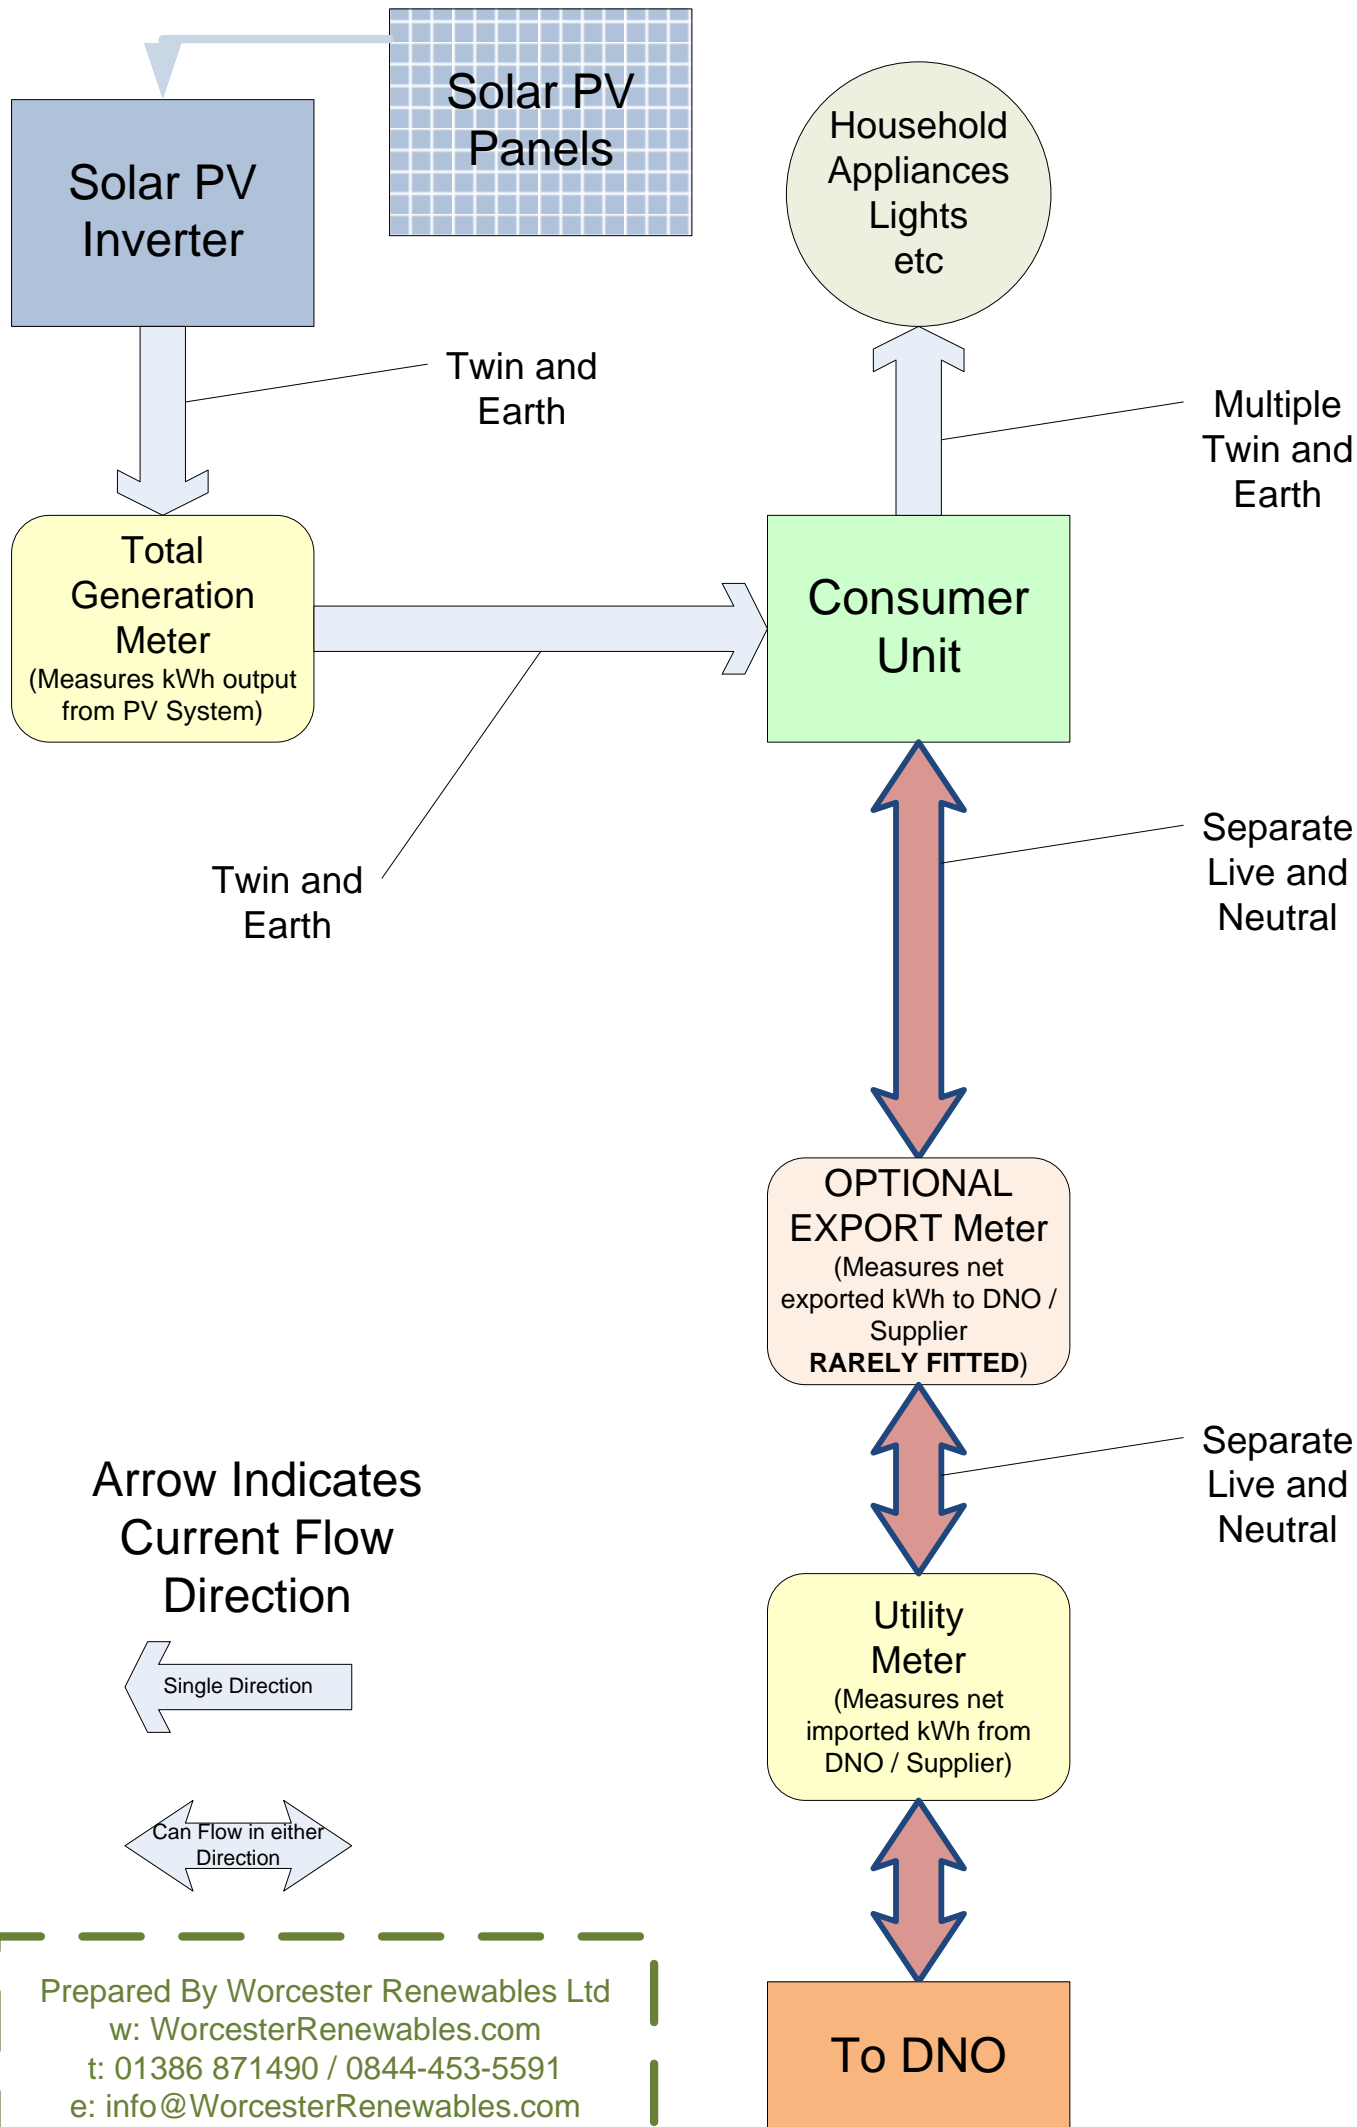 Solar PV
Panels
Solar PV
Inverter
Household
Appliances
Lights
etc
Twin and
Earth
Multiple
Twin and
Earth
Total
Generation
Meter
(Measures kWh output
from PV System)
Consumer
Unit
Twin and
Earth
Separate
Live and
Neutral
OPTIONAL
EXPORT Meter
(Measures net
exported kWh to DNO /
Supplier
RARELY FITTED)
Separate
Live and
Neutral
Arrow Indicates
Current Flow
Direction
Single Direction
Can Flow in either
Direction
Utility
Meter
(Measures net
imported kWh from
DNO / Supplier)
To DNO
Prepared By Worcester Renewables Ltd
w: WorcesterRenewables.com
t: 01386 871490 / 0844-453-5591
e: info@WorcesterRenewables.com